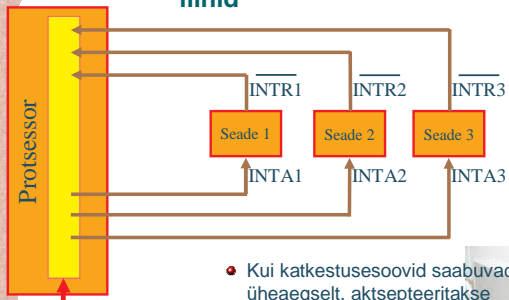 liinid
INTR1 INTR2 INTR3
Protsessor
Seade 1 Seade 2 Seade 3
INTA1 INTA2 INTA3
Kui katkestusesoovid saabuvad
üheaegselt, aktsepteeritakse